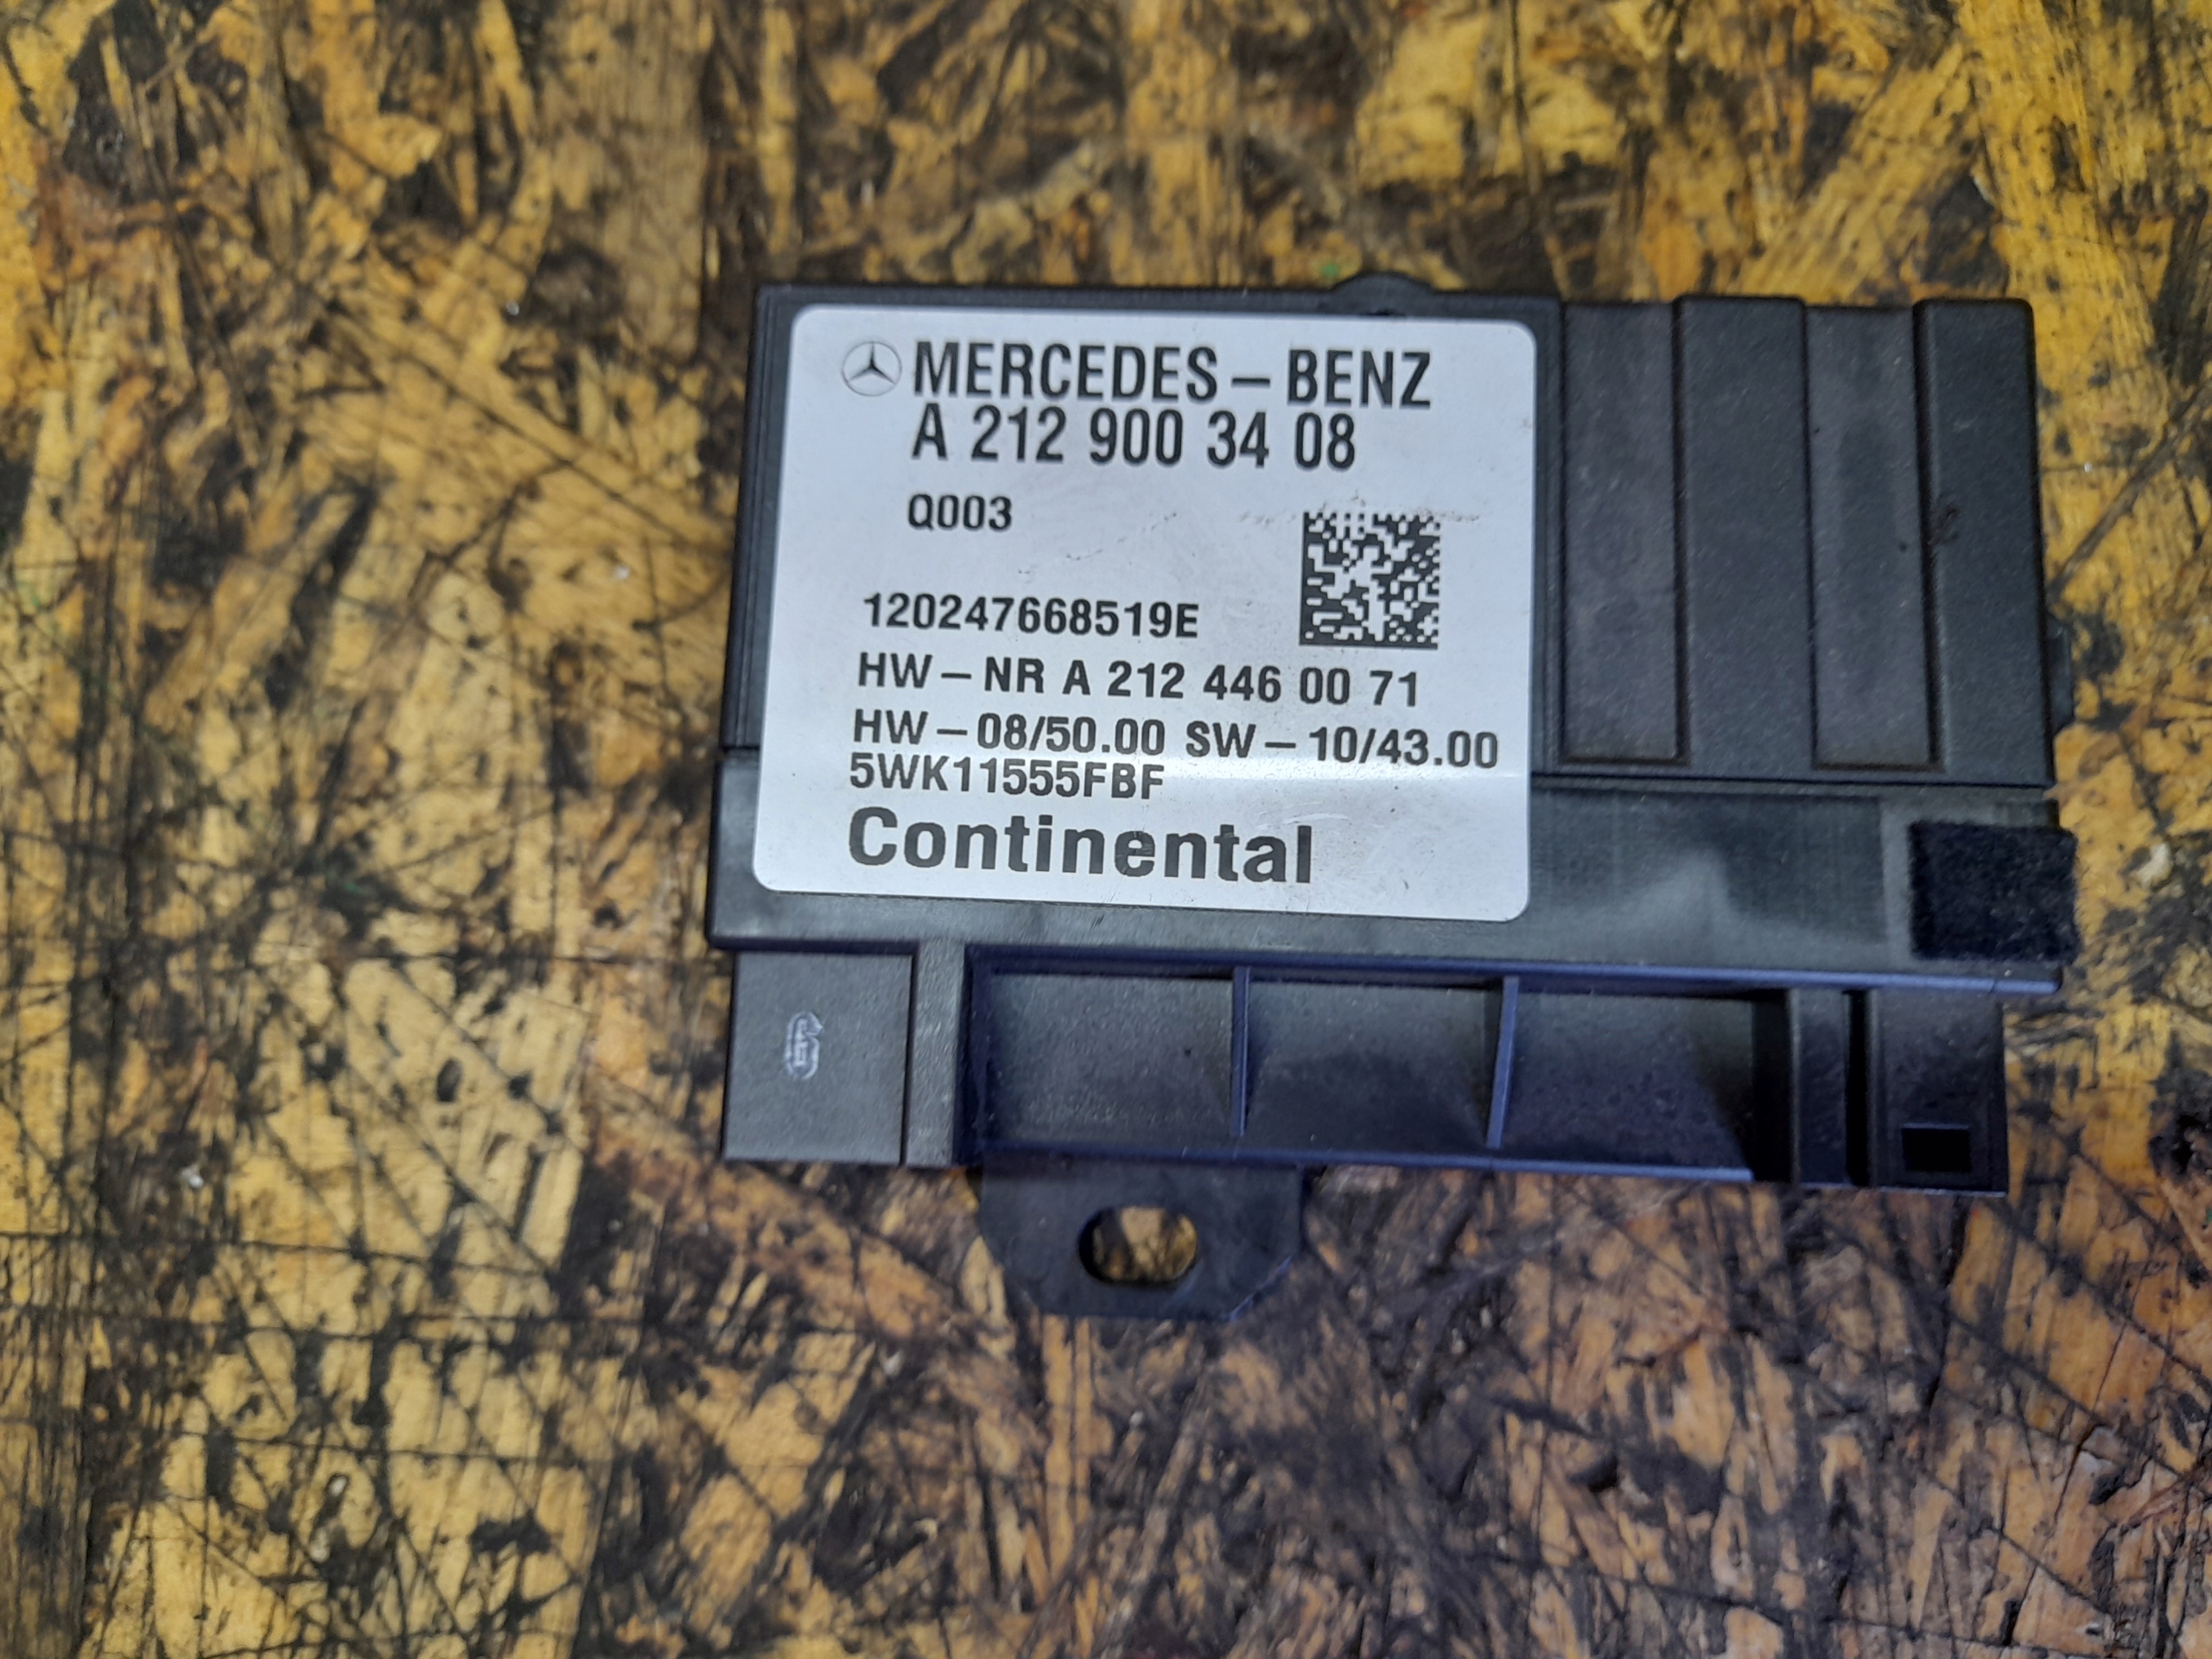 MERCEDES – BENZ
A 212 900 34 08
Q003
120247668519E
HW – NR A 212 446 00 71
HW – 08/50.00 SW – 10/43.00
5WK11555FBF
Continental